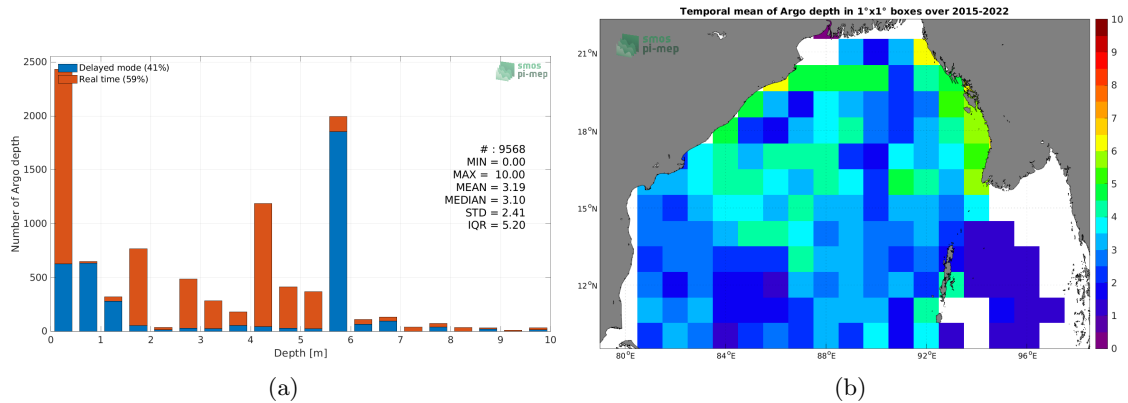 Temporal mean of Argo depth in 1°x1° boxes over 2015-2022
2500
2000
1500
1000
500
0
Number of Argo depth
Delayed mode (41%)
Real time (59%)
smos
pi-mep
# : 9568
MIN = 0.00
MAX = 10.00
MEAN = 3.19
MEDIAN = 3.10
STD = 2.41
IQR = 5.20
0 1 2 3 4 5 6 7 8 9 10
Depth [m]
(a)
smos
pi-mep
21°N
18°N
15°N
12°N
80°E 84°E 88°E 92°E 96°E
10
9
8
7
6
5
4
3
2
1
0
(b)